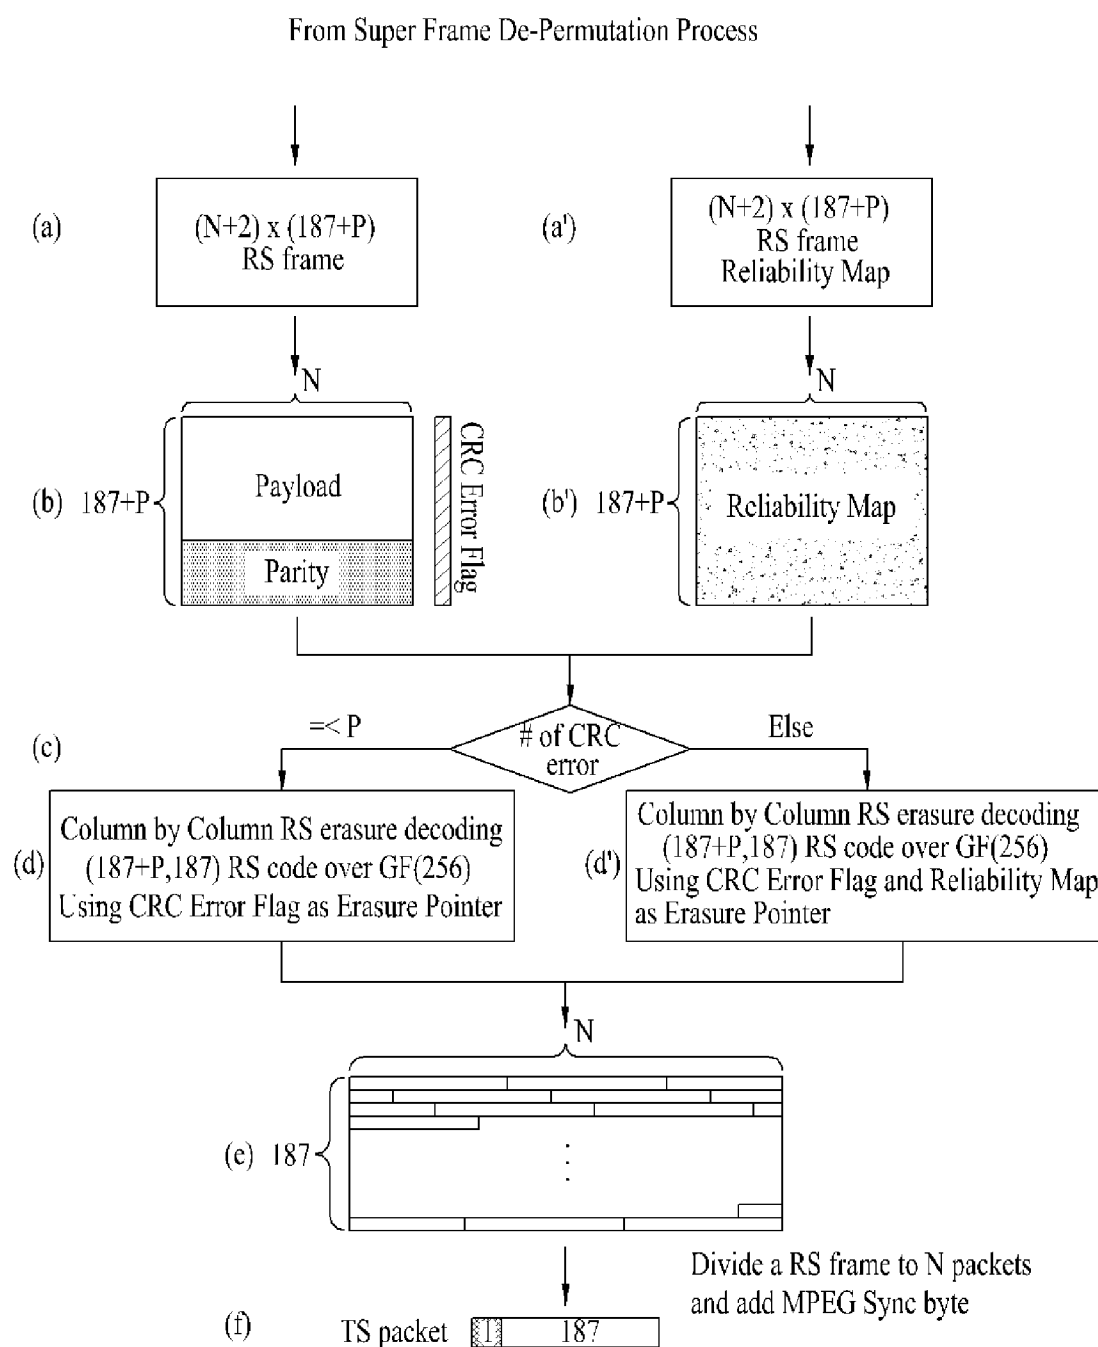 From Super Frame De-Permutation Process
(a)
(N+2) x (187+P)
RS frame
(a')
(N+2) x (187+P)
RS frame
Reliability Map
N
N
(b)
187+P
Payload
Parity
CRC Error Flag
(b')
187+P
Reliability Map
(c)
=< P
# of CRC
error
Else
(d)
Column by Column RS erasure decoding
(187+P,187) RS code over GF(256)
Using CRC Error Flag as Erasure Pointer
(d')
Column by Column RS erasure decoding
(187+P,187) RS code over GF(256)
Using CRC Error Flag and Reliability Map
as Erasure Pointer
N
(e)
187
Divide a RS frame to N packets
and add MPEG Sync byte
(f)
TS packet
1
187